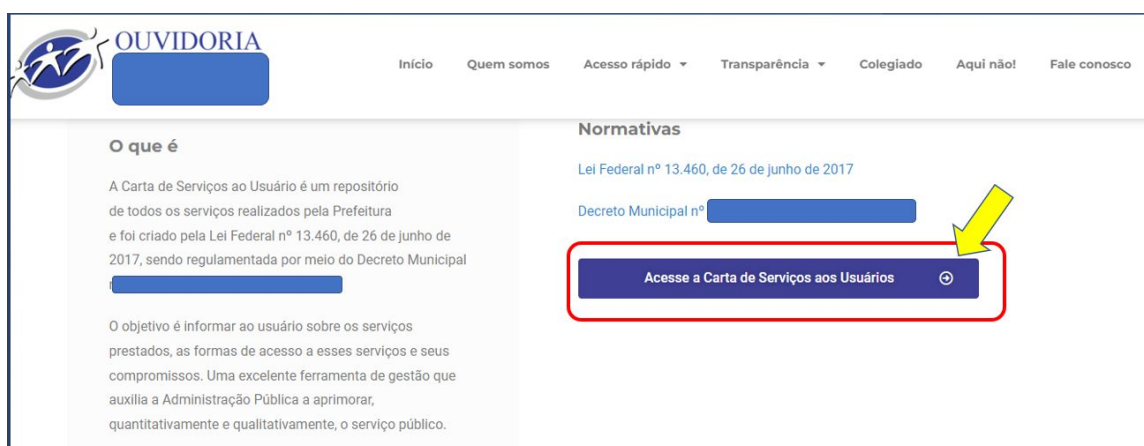 OUVIDORIA
Início Quem somos Acesso rápido Transparência Colegiado Aqui não! Fale conosco
O que é
A Carta de Serviços ao Usuário é um repositório
de todos os serviços realizados pela Prefeitura
e foi criado pela Lei Federal nº 13.460, de 26 de junho de
2017, sendo regulamentada por meio do Decreto Municipal
O objetivo é informar ao usuário sobre os serviços
prestados, as formas de acesso a esses serviços e seus
compromissos. Uma excelente ferramenta de gestão que
auxilia a Administração Pública a aprimorar,
quantitativamente e qualitativamente, o serviço público.
Normativas
Lei Federal nº 13.460, de 26 de junho de 2017
Decreto Municipal nº
Acesse a Carta de Serviços aos Usuários